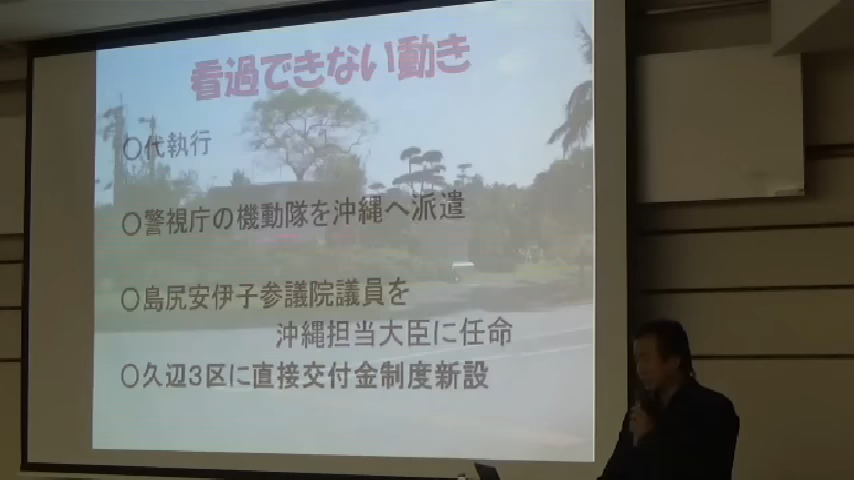 看過できない動き
○代執行
○警視庁の機動隊を沖縄へ派遣
○島尻安伊子参議院議員を
沖縄担当大臣に任命
○久辺3区に直接交付金制度新設